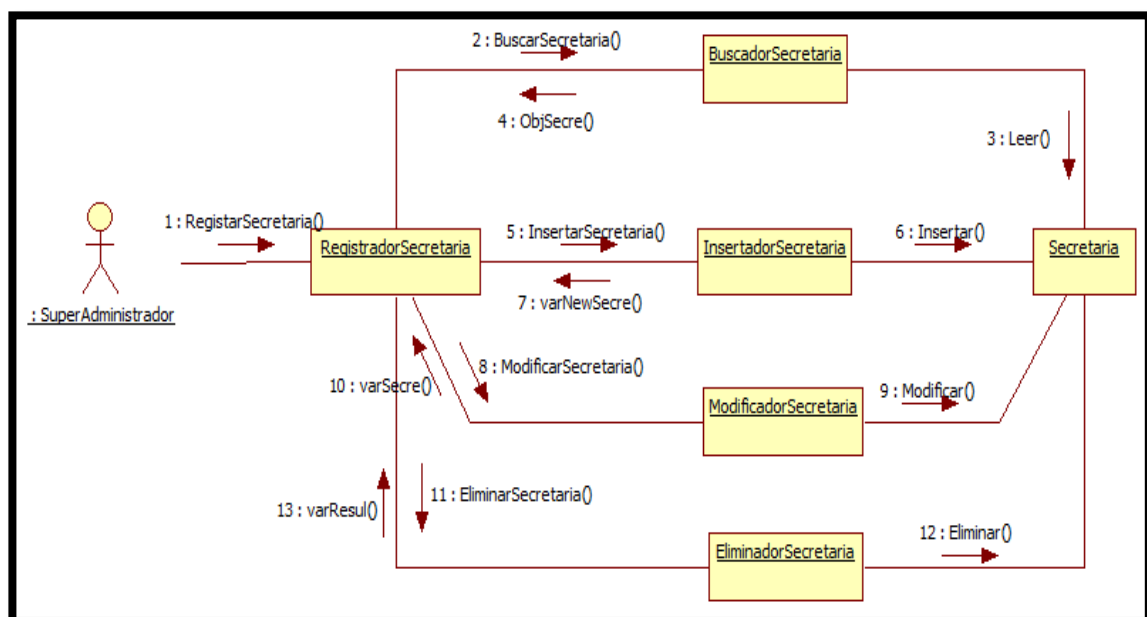 2 : BuscarSecretaria()
BuscadorSecretaria
4 : ObjSecre()
3 : Leer()
1 : RegistarSecretaria()
RegistradorSecretaria
5 : InsertarSecretaria()
InsertadorSecretaria
6 : Insertar()
Secretaria
7 : varNewSecre()
: SuperAdministrador
8 : ModificarSecretaria()
10 : varSecre()
ModificadorSecretaria
9 : Modificar()
11 : EliminarSecretaria()
13 : varResul()
EliminadorSecretaria
12 : Eliminar()